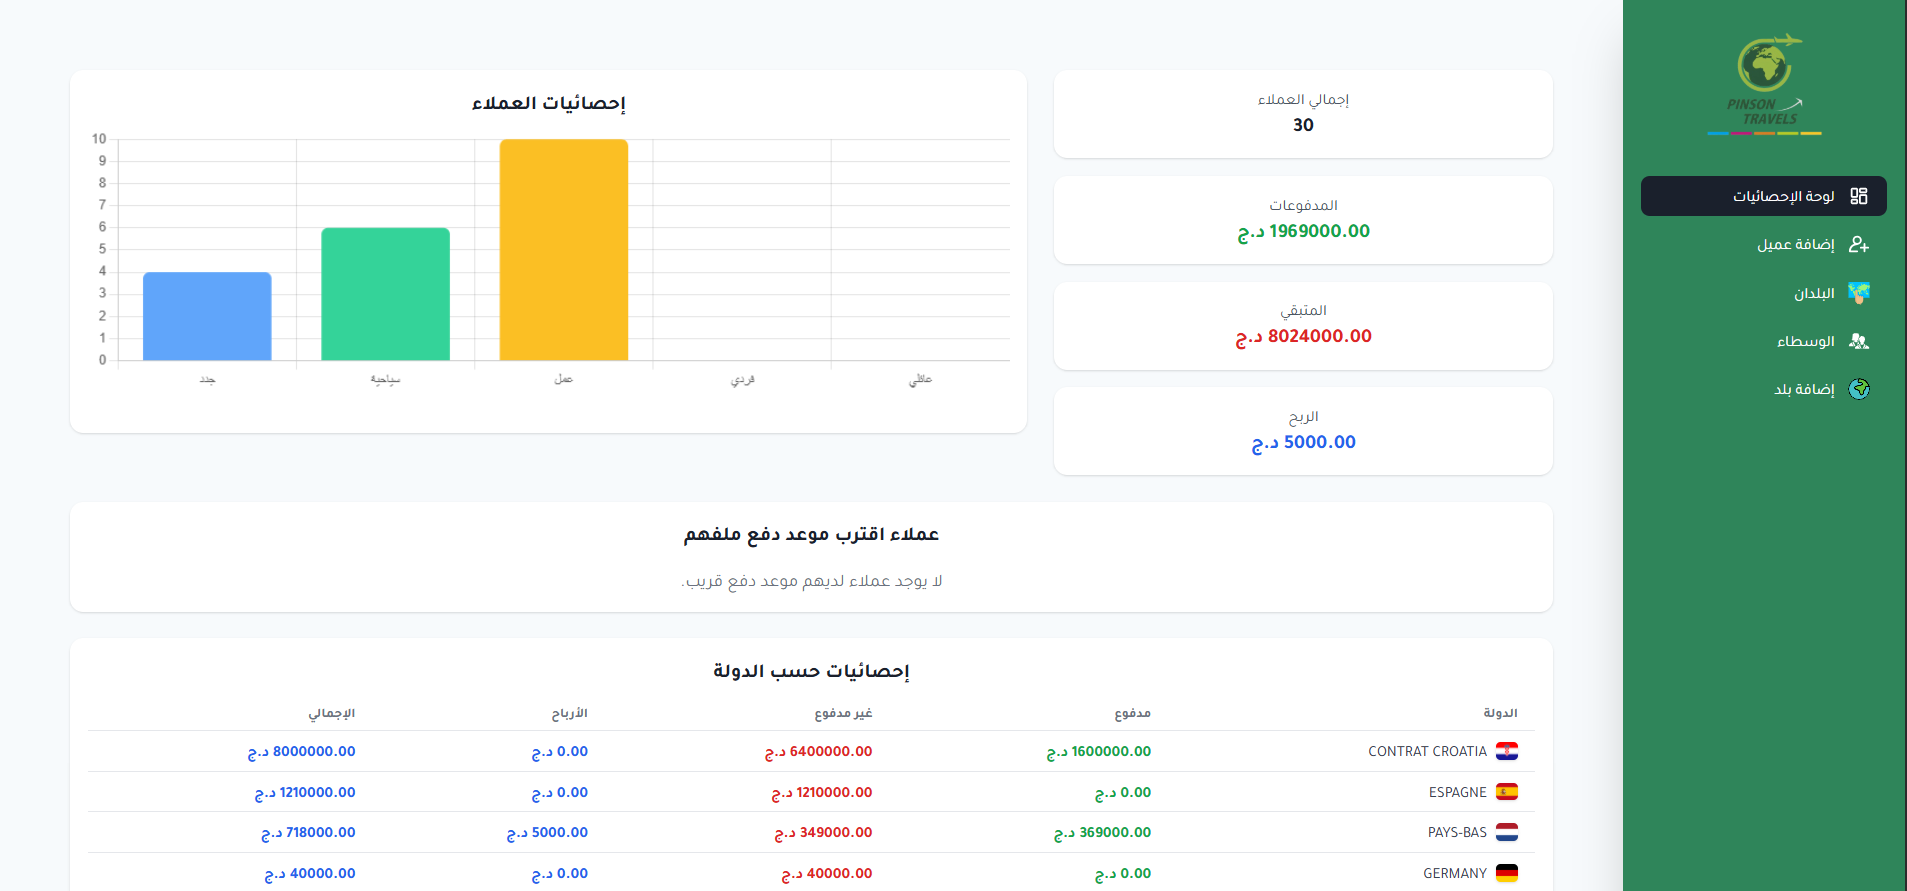 PINSON
TRAVELS
لوحة الإحصائيات
إضافة عميل
البلدان
الوسطاء
إضافة بلد
إجمالي العملاء
30
المدفوعات
1969000.00 د.ج
المتبقي
8024000.00 د.ج
الربح
5000.00 د.ج
إحصائيات العملاء
10
9
8
7
6
5
4
3
2
1
0
جدد سياحية عمل فردي عائلي
عملاء اقترب موعد دفع ملفهم
لا يوجد عملاء لديهم موعد دفع قريب.
إحصائيات حسب الدولة
الدولة مدفوع غير مدفوع الأرباح الإجمالي
CONTRAT CROATIA 1600000.00 د.ج 6400000.00 د.ج 0.00 د.ج 8000000.00 د.ج
ESPAGNE 0.00 د.ج 1210000.00 د.ج 0.00 د.ج 1210000.00 د.ج
PAYS-BAS 369000.00 د.ج 349000.00 د.ج 5000.00 د.ج 718000.00 د.ج
GERMANY 0.00 د.ج 40000.00 د.ج 0.00 د.ج 40000.00 د.ج